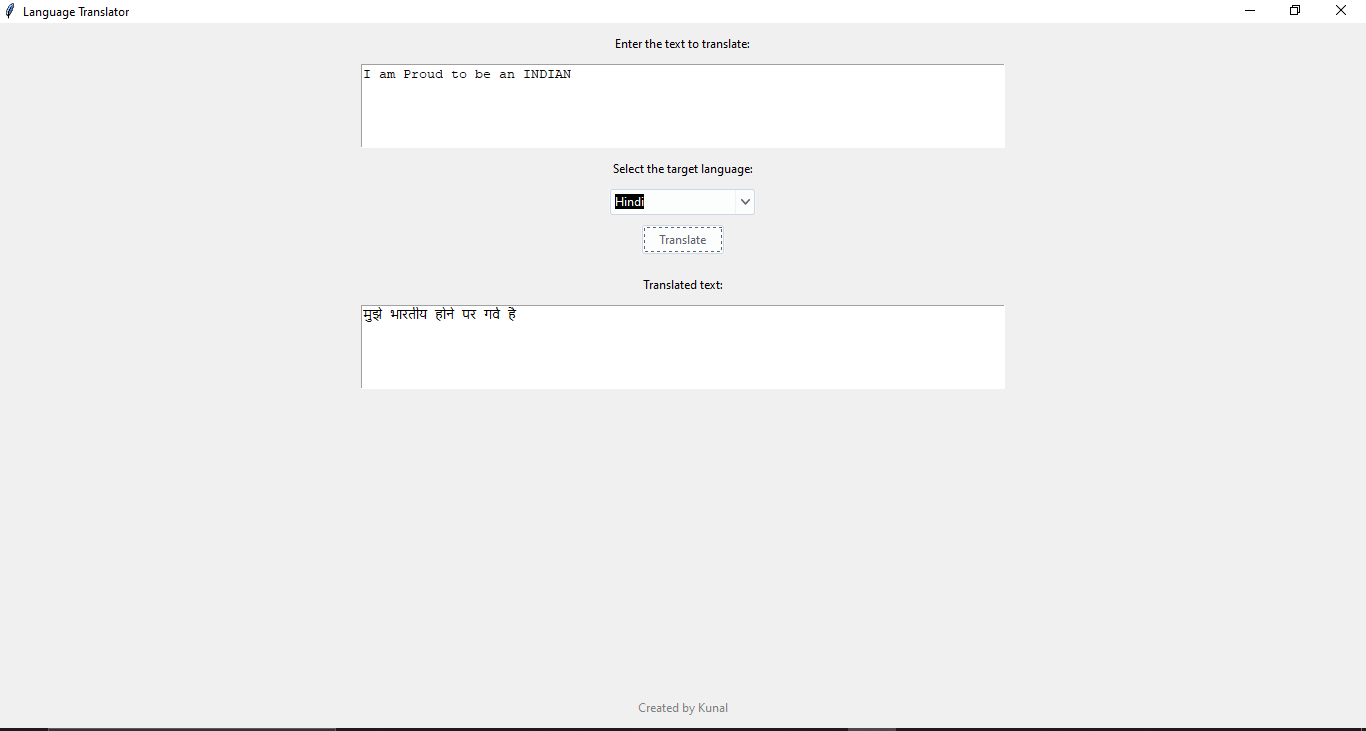 Language Translator
Enter the text to translate:
I am Proud to be an INDIAN
Select the target language:
Hindi
Translate
Translated text:
मुझे भारतीय होने पर गर्व है
Created by Kunal